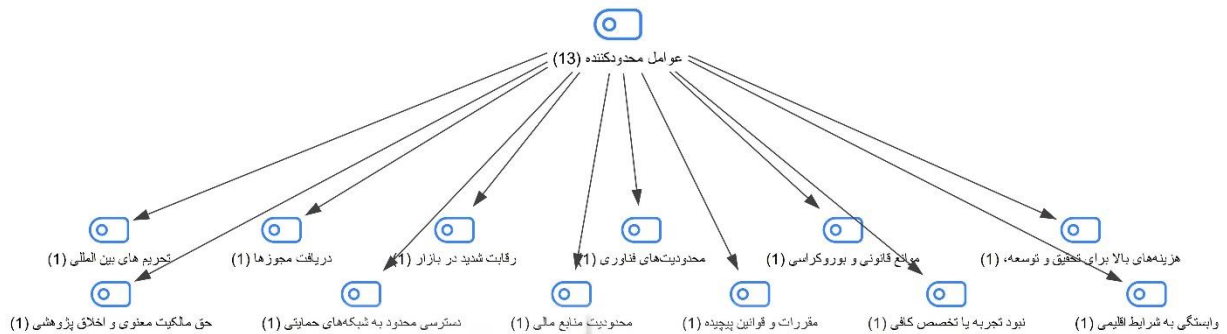 عوامل محدودکننده (13)
هزینه‌های بالا برای تحقیق و توسعه، (1)
موانع قانونی و بوروکراسی (1)
محدودیت‌های فناوری (1)
رقابت شدید در بازار (1)
دریافت مجوزها (1)
تحریم های بین المللی (1)
وابستگی به شرایط اقلیمی (1)
نبود تجربه یا تخصص کافی (1)
مقررات و قوانین پیچیده (1)
محدودیت منابع مالی (1)
دسترسی محدود به شبکه‌های حمایتی (1)
حق مالکیت معنوی و اخلاق پژوهشی (1)